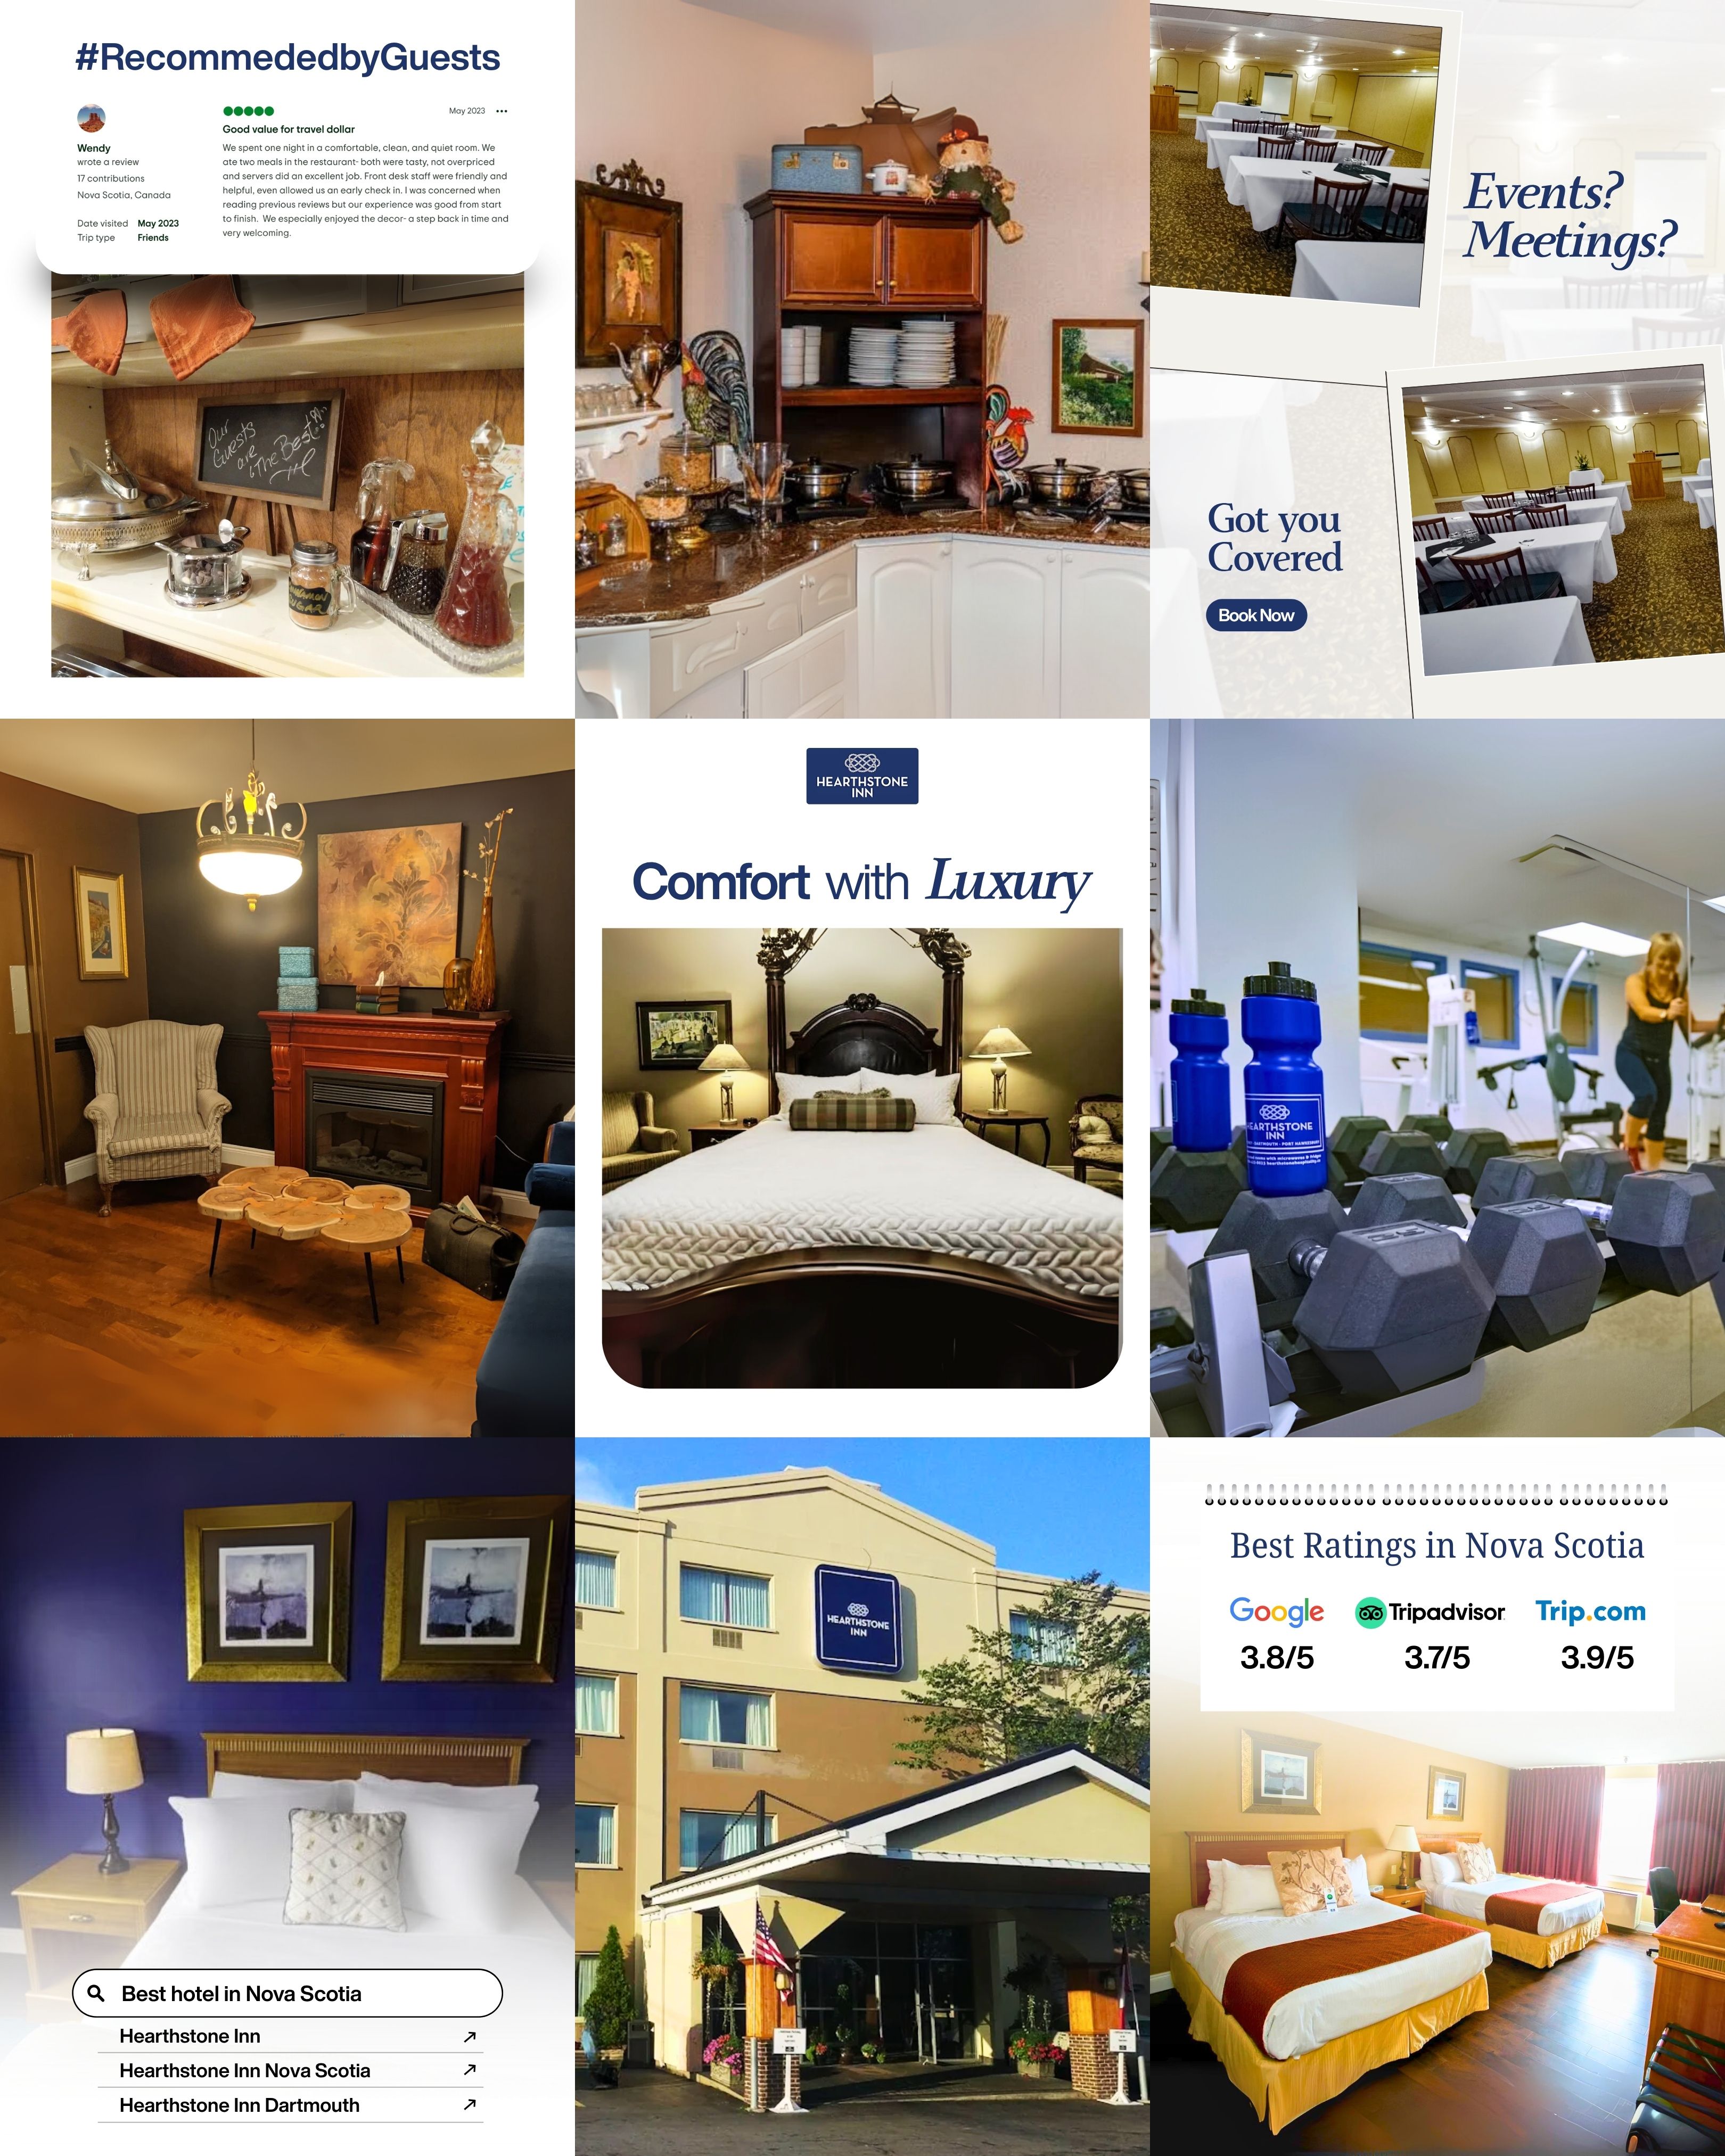 #RecommededbyGuests
May 2023
Wendy
wrote a review
17 contributions
Nova Scotia, Canada
Date visited May 2023
Trip type Friends
Good value for travel dollar
We spent one night in a comfortable, clean, and quiet room. We
ate two meals in the restaurant- both were tasty, not overpriced
and servers did an excellent job. Front desk staff were friendly and
helpful, even allowed us an early check in. I was concerned when
reading previous reviews but our experience was good from start
to finish. We especially enjoyed the decor- a step back in time and
very welcoming.
Our
Guests
are
the Best!!
CINNAMON
SUGAR
Events?
Meetings?
Got you
Covered
Book Now
HEARTHSTONE
INN
Comfort with Luxury
HEARTHSTONE
INN
DARTMOUTH - PORT HAWKESBURY
Best hotel in Nova Scotia
Hearthstone Inn
Hearthstone Inn Nova Scotia
Hearthstone Inn Dartmouth
HEARTHSTONE
INN
Best Ratings in Nova Scotia
Google
Tripadvisor
Trip.com
3.8/5
3.7/5
3.9/5